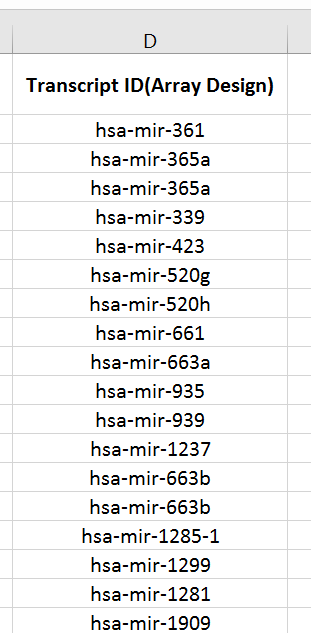 D
Transcript ID(Array Design)
hsa-mir-361
hsa-mir-365a
hsa-mir-365a
hsa-mir-339
hsa-mir-423
hsa-mir-520g
hsa-mir-520h
hsa-mir-661
hsa-mir-663a
hsa-mir-935
hsa-mir-939
hsa-mir-1237
hsa-mir-663b
hsa-mir-663b
hsa-mir-1285-1
hsa-mir-1299
hsa-mir-1281
hsa-mir-1909